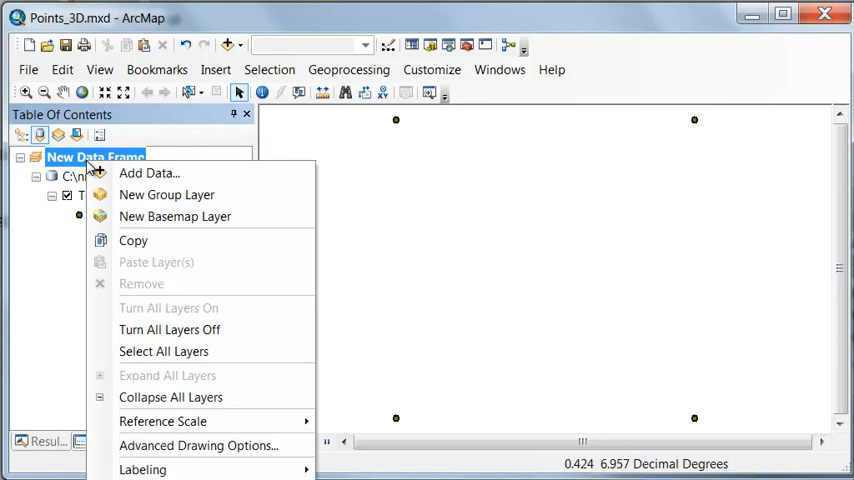 Points_3D.mxd - ArcMap
File Edit View Bookmarks Insert Selection Geoprocessing Customize Windows Help
Table Of Contents
New Data Frame
Add Data...
New Group Layer
New Basemap Layer
Copy
Paste Layer(s)
Remove
Turn All Layers On
Turn All Layers Off
Select All Layers
Expand All Layers
Collapse All Layers
Reference Scale
Advanced Drawing Options...
Labeling
Resul...
0.424 6.957 Decimal Degrees